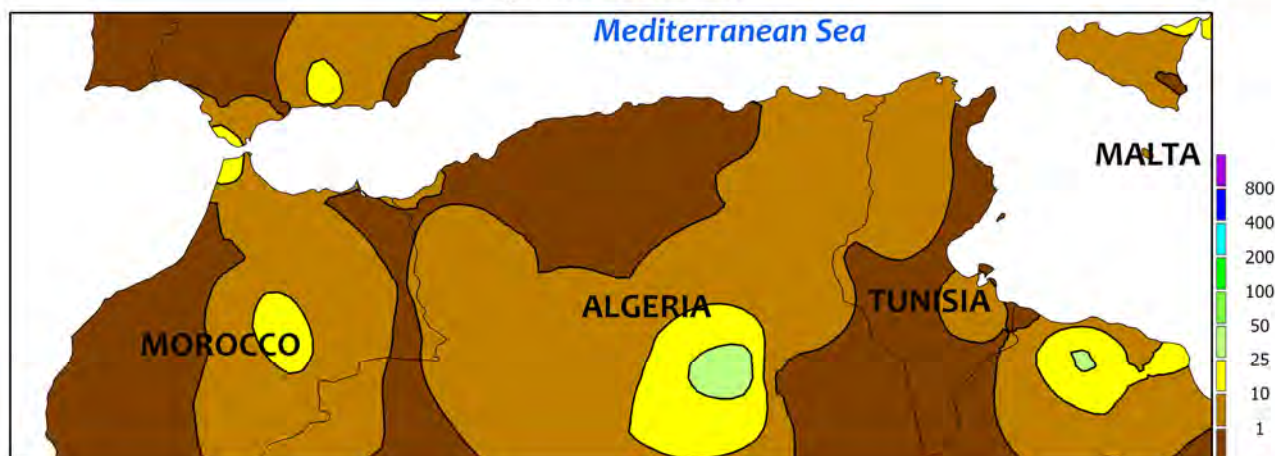 Mediterranean Sea
MALTA
800
400
200
ALGERIA
TUNISIA
100
MOROCCO
50
25
10
1